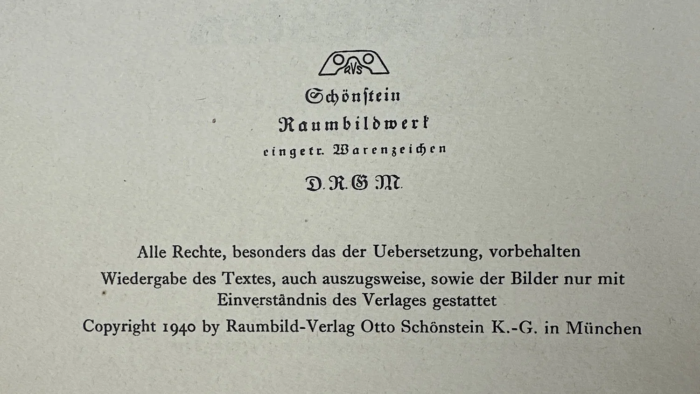 RVS
Schönstein
Raumbildwerk
eingetr. Warenzeichen
D. R. G M.
Alle Rechte, besonders das der Uebersetzung, vorbehalten
Wiedergabe des Textes, auch auszugsweise, sowie der Bilder nur mit
Einverständnis des Verlages gestattet
Copyright 1940 by Raumbild-Verlag Otto Schönstein K.-G. in München